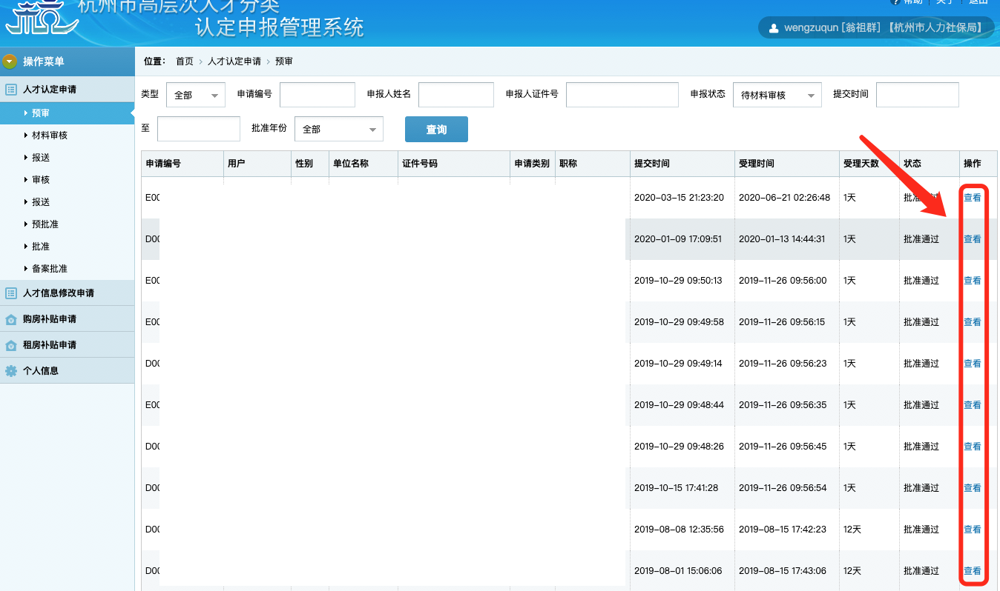 杭州市高层次人才分类
认定申报管理系统
帮助 关于 退出
wengzuqun [翁祖群] 【杭州市人力社保局】
操作菜单
人才认定申请
预审
材料审核
报送
审核
报送
预批准
批准
备案批准
人才信息修改申请
购房补贴申请
租房补贴申请
个人信息
位置： 首页 > 人才认定申请 > 预审
类型 全部 申请编号 申报人姓名 申报人证件号 申报状态 待材料审核 提交时间
至 批准年份 全部 查询
申请编号 用户 性别 单位名称 证件号码 申请类别 职称 提交时间 受理时间 受理天数 状态 操作
E00 2020-03-15 21:23:20 2020-06-21 02:26:48 1天 批准通过 查看
D00 2020-01-09 17:09:51 2020-01-13 14:44:31 1天 批准通过 查看
E00 2019-10-29 09:50:13 2019-11-26 09:56:00 1天 批准通过 查看
E00 2019-10-29 09:49:58 2019-11-26 09:56:15 1天 批准通过 查看
D00 2019-10-29 09:49:14 2019-11-26 09:56:23 1天 批准通过 查看
E00 2019-10-29 09:48:44 2019-11-26 09:56:35 1天 批准通过 查看
D00 2019-10-29 09:48:26 2019-11-26 09:56:45 1天 批准通过 查看
D00 2019-10-15 17:41:28 2019-11-26 09:56:54 1天 批准通过 查看
D00 2019-08-08 12:35:56 2019-08-15 17:42:23 12天 批准通过 查看
D00 2019-08-01 15:06:06 2019-08-15 17:43:06 12天 批准通过 查看